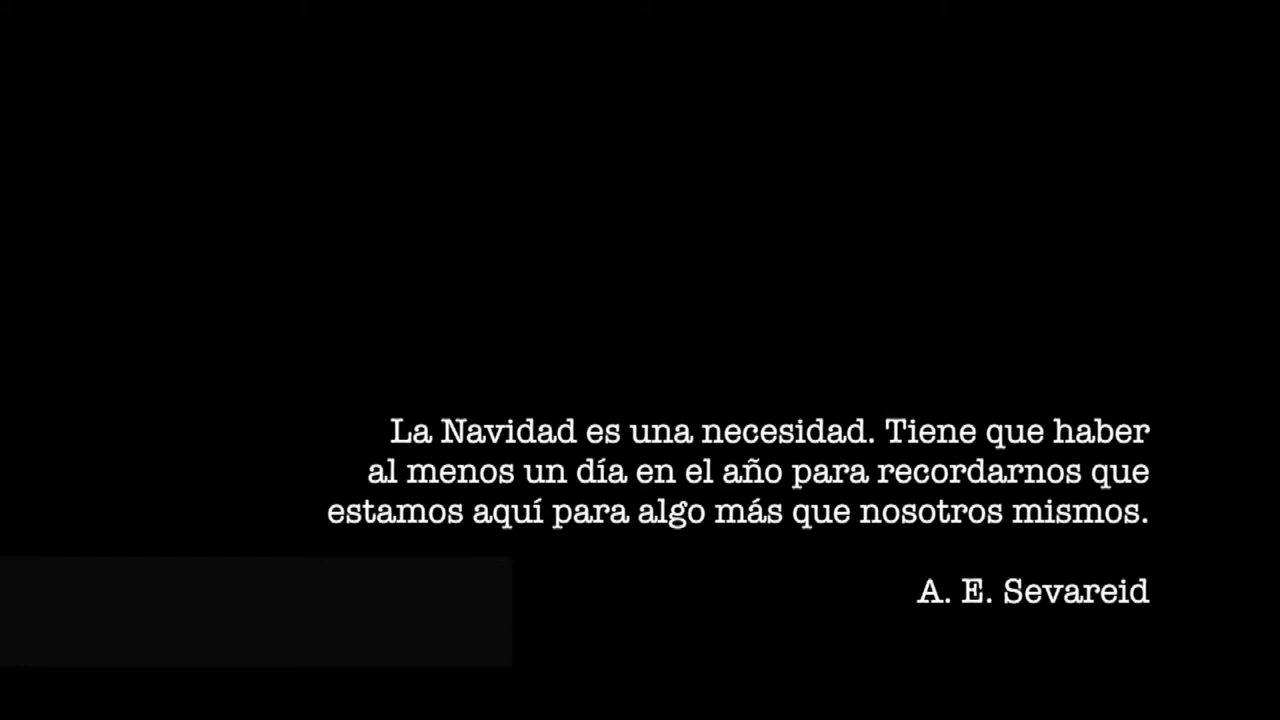 La Navidad es una necesidad. Tiene que haber
al menos un día en el año para recordarnos que
estamos aquí para algo más que nosotros mismos.
A. E. Sevareid